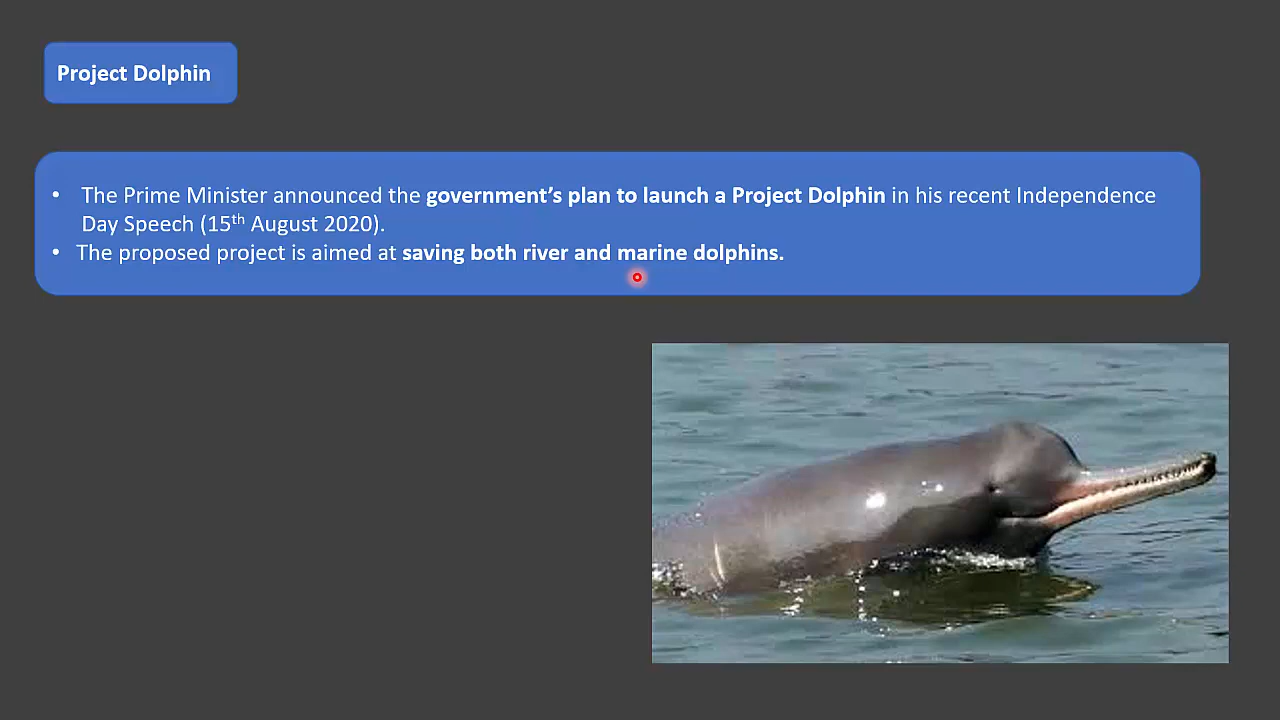 Project Dolphin
• The Prime Minister announced the government’s plan to launch a Project Dolphin in his recent Independence
Day Speech (15th August 2020).
• The proposed project is aimed at saving both river and marine dolphins.